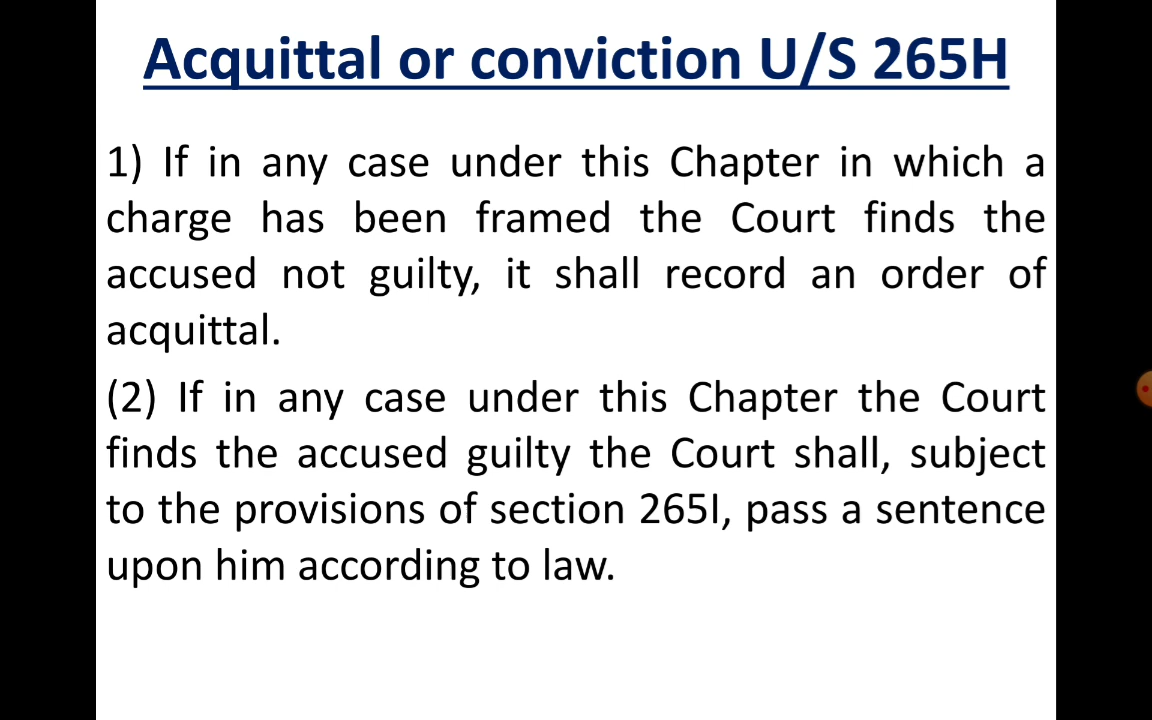 Acquittal or conviction U/S 265H
1) If in any case under this Chapter in which a
charge has been framed the Court finds the
accused not guilty, it shall record an order of
acquittal.
(2) If in any case under this Chapter the Court
finds the accused guilty the Court shall, subject
to the provisions of section 265I, pass a sentence
upon him according to law.